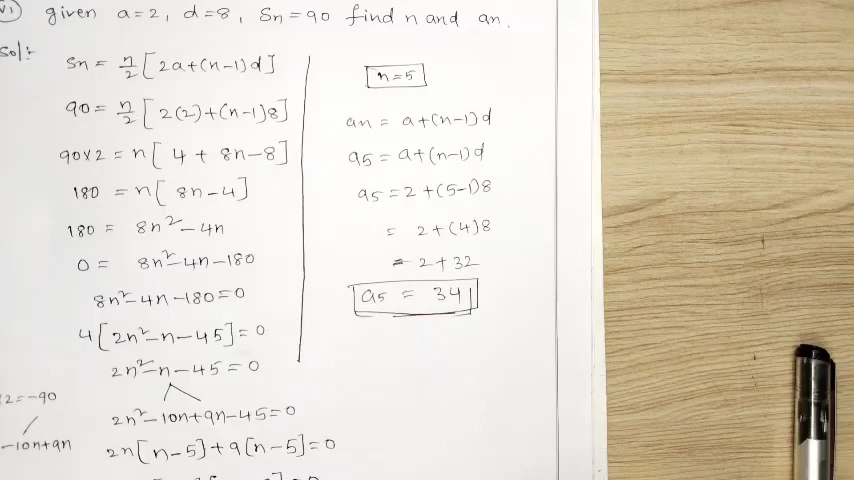 vi) given a=2, d=8, Sn=90 find n and an.
Sol:-
Sn = n/2 [2a+(n-1)d]
90 = n/2 [2(2)+(n-1)8]
90x2 = n[4 + 8n-8]
180 = n[8n-4]
180 = 8n²-4n
0 = 8n²-4n-180
8n²-4n-180=0
4[2n²-n-45]=0
2n²-n-45=0
2n²-10n+9n-45=0
2n[n-5]+9[n-5]=0
x2=-90
-10n+9n
n=5
an = a+(n-1)d
a5 = a+(n-1)d
a5 = 2+(5-1)8
= 2+(4)8
= 2+32
a5 = 34